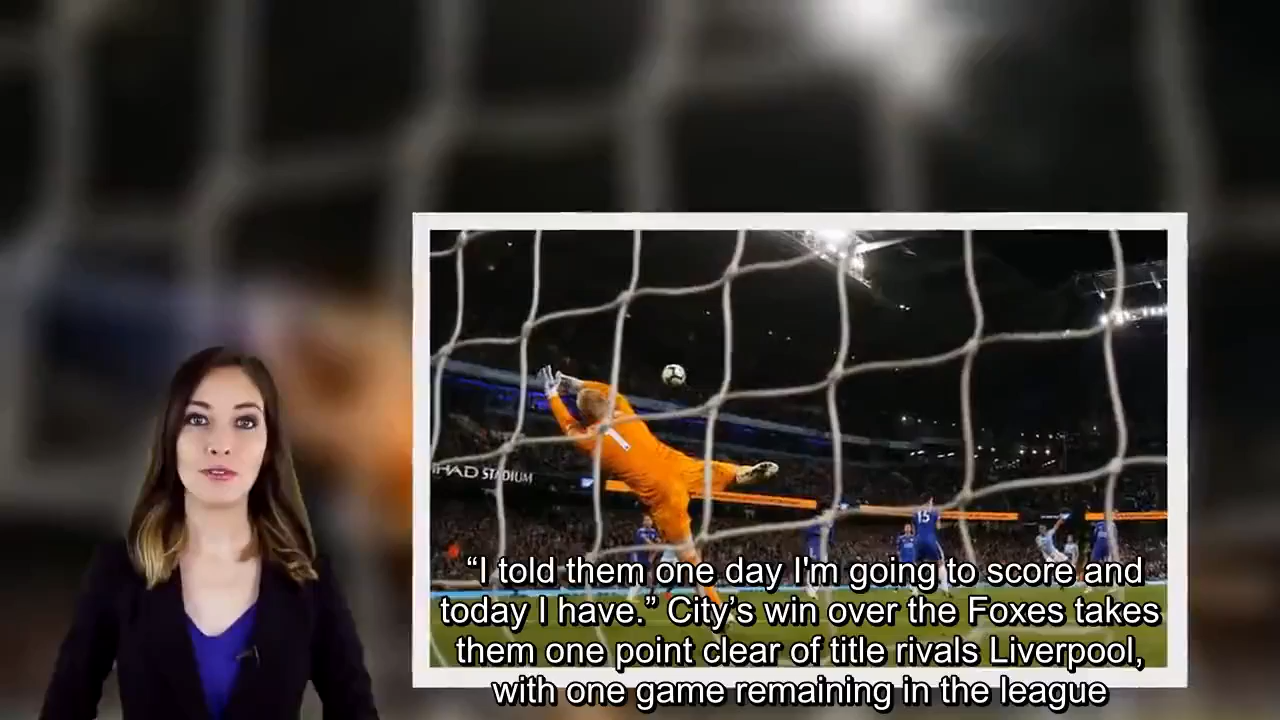 HAD STADIUM
1
15
“I told them one day I'm going to score and
today I have.” City’s win over the Foxes takes
them one point clear of title rivals Liverpool,
with one game remaining in the league